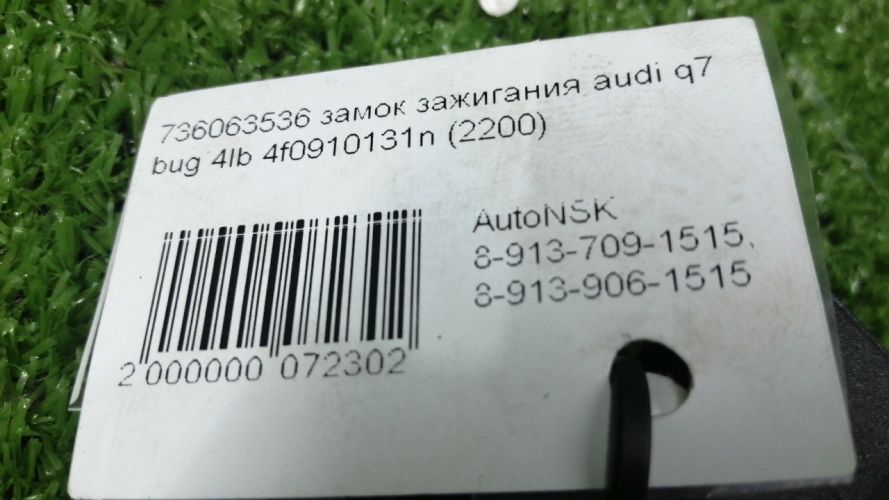 736063536 замок зажигания audi q7
bug 4lb 4f0910131n (2200)
AutoNSK
8-913-709-1515,
8-913-906-1515
2 000000 072302